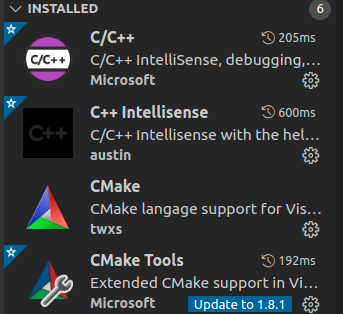 INSTALLED 6
C/C++ 205ms
C/C++
C/C++ IntelliSense, debugging,...
Microsoft
C++ Intellisense 600ms
C++
C/C++ Intellisense with the hel...
austin
CMake
CMake langage support for Vis...
twxs
CMake Tools 192ms
Extended CMake support in Vi...
Microsoft Update to 1.8.1